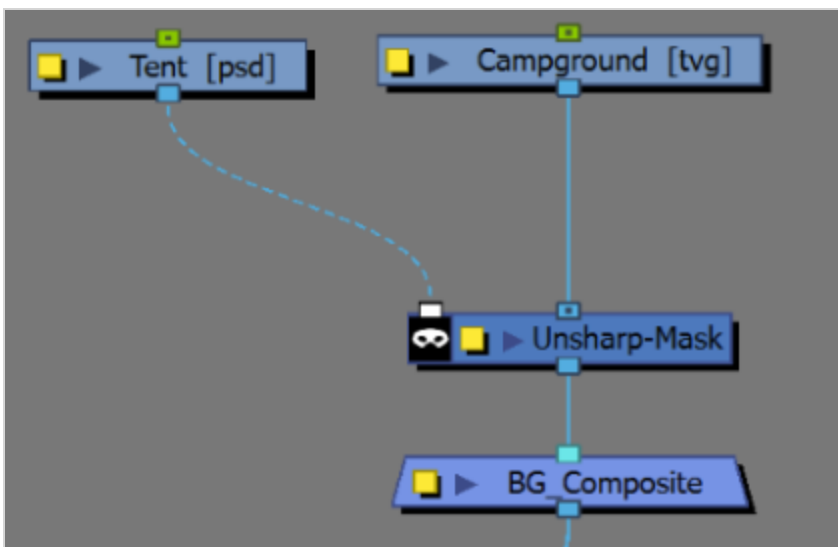 Tent [psd]
Campground [tvg]
Unsharp-Mask
BG_Composite